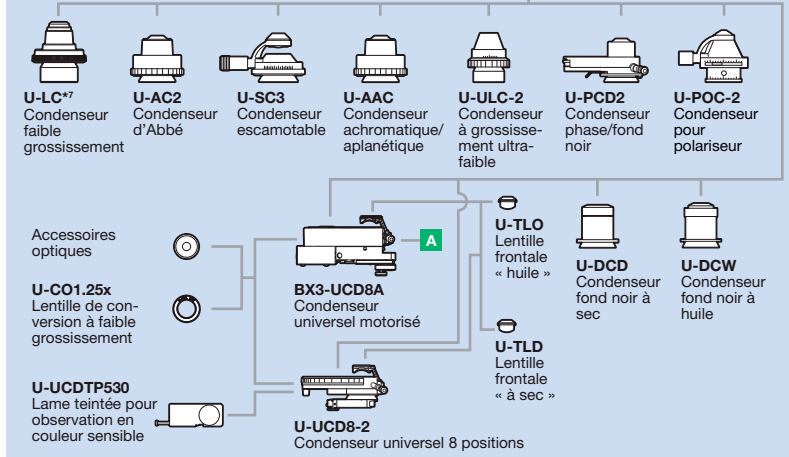 U-LC*7
Condenseur
faible
grossissement
U-AC2
Condenseur
d'Abbé
U-SC3
Condenseur
escamotable
U-AAC
Condenseur
achromatique/
aplanétique
U-ULC-2
Condenseur
à grossisse-
ment ultra-
faible
U-PCD2
Condenseur
phase/fond
noir
U-POC-2
Condenseur
pour
polariseur
Accessoires
optiques
U-CO1.25x
Lentille de con-
version à faible
grossissement
U-UCDTP530
Lame teintée pour
observation en
couleur sensible
A
BX3-UCD8A
Condenseur
universel motorisé
U-UCD8-2
Condenseur universel 8 positions
U-TLO
Lentille
frontale
« huile »
U-TLD
Lentille
frontale
« à sec »
U-DCD
Condenseur
fond noir à
sec
U-DCW
Condenseur
fond noir à
huile